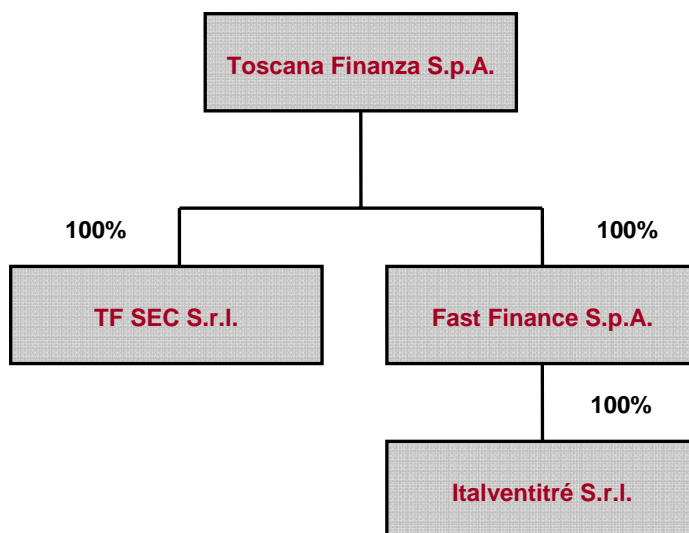 Toscana Finanza S.p.A.
100%
100%
TF SEC S.r.l.
Fast Finance S.p.A.
100%
Italventitré S.r.l.